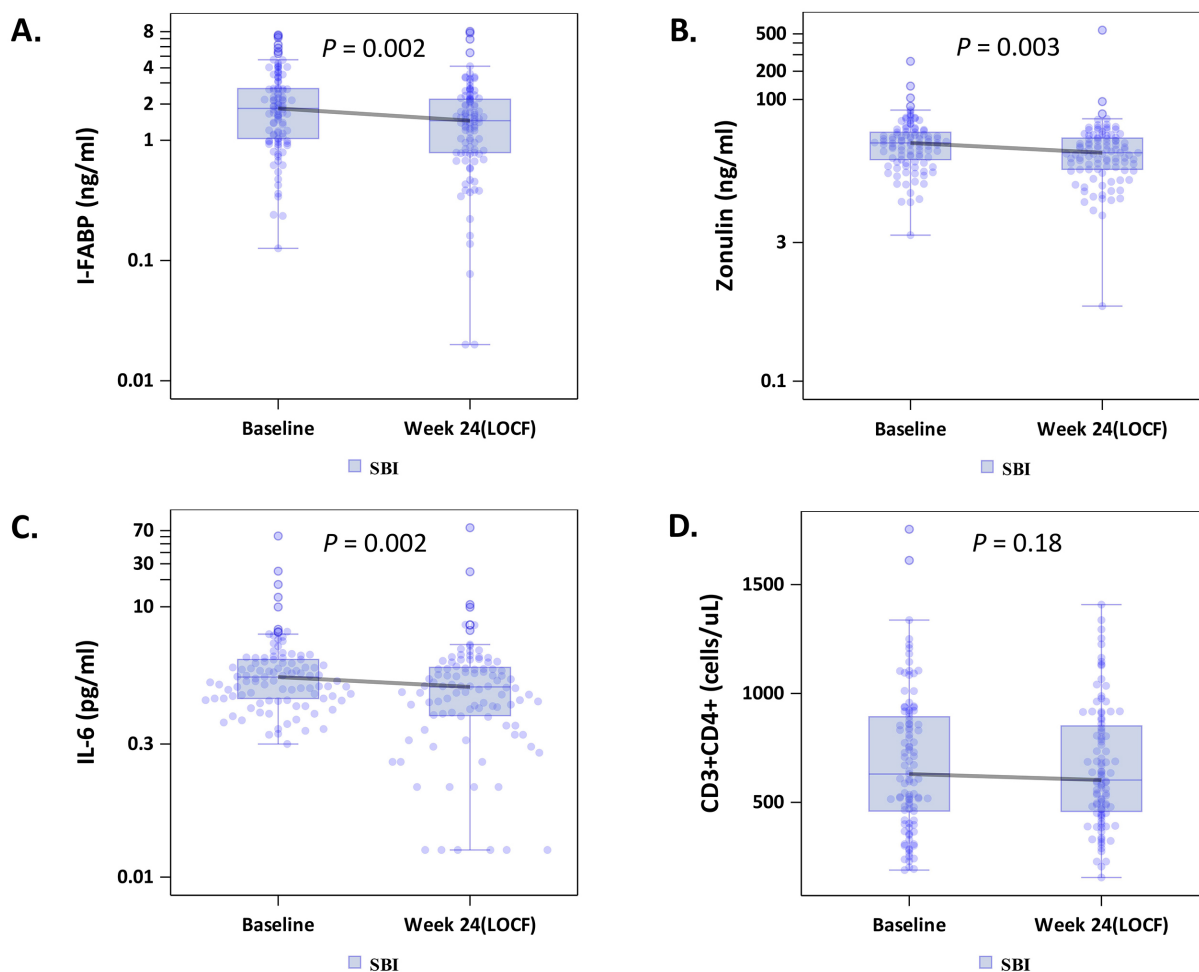 A.
P = 0.002
I-FABP (ng/ml)
8
4
2
1
0.1
0.01
Baseline
Week 24(LOCF)
SBI
B.
P = 0.003
Zonulin (ng/ml)
500
200
100
3
0.1
Baseline
Week 24(LOCF)
SBI
C.
P = 0.002
IL-6 (pg/ml)
70
30
10
0.3
0.01
Baseline
Week 24(LOCF)
SBI
D.
P = 0.18
CD3+CD4+ (cells/uL)
1500
1000
500
Baseline
Week 24(LOCF)
SBI